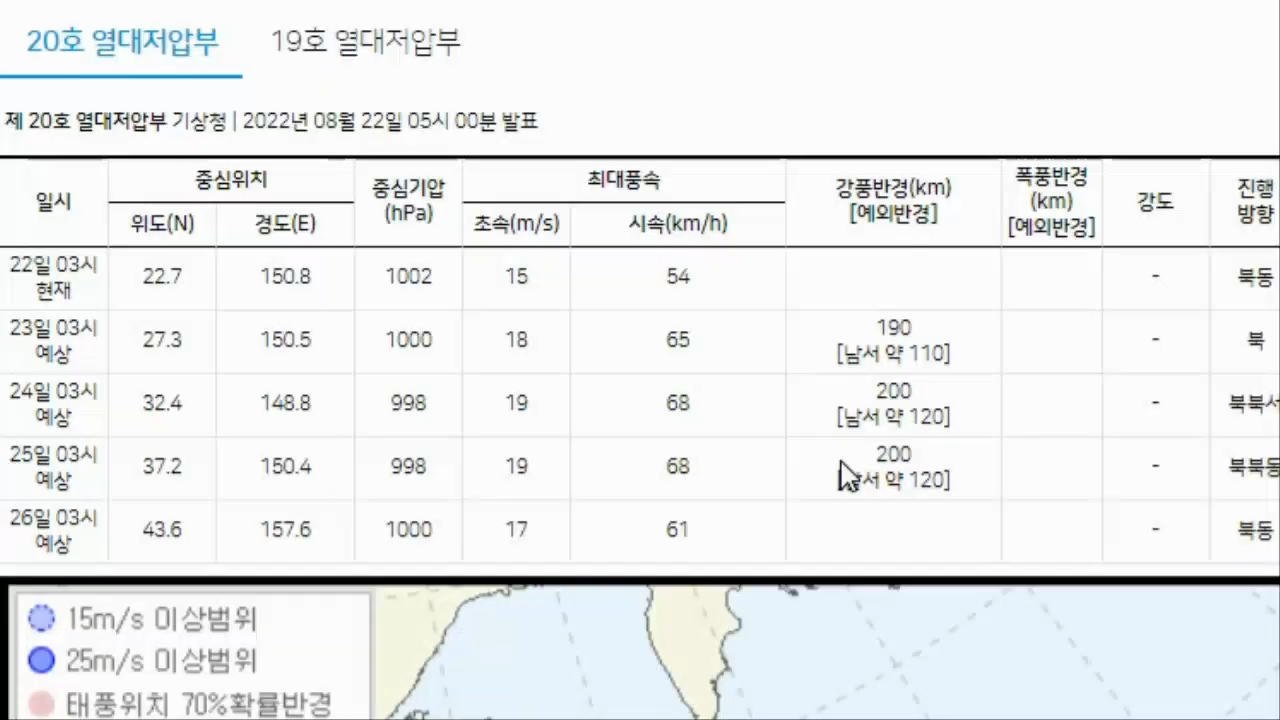 20호 열대저압부 19호 열대저압부
제 20호 열대저압부 기상청 | 2022년 08월 22일 05시 00분 발표
일시 중심위치 중심기압 (hPa) 최대풍속 강풍반경(km) [예외반경] 폭풍반경 (km) [예외반경] 강도 진행 방향
위도(N) 경도(E) 초속(m/s) 시속(km/h)
22일 03시 현재 22.7 150.8 1002 15 54 - 북동
23일 03시 예상 27.3 150.5 1000 18 65 190 [남서 약 110] - 북
24일 03시 예상 32.4 148.8 998 19 68 200 [남서 약 120] - 북북서
25일 03시 예상 37.2 150.4 998 19 68 200 [남서 약 120] - 북북동
26일 03시 예상 43.6 157.6 1000 17 61 - 북동
15m/s 이상범위
25m/s 이상범위
태풍위치 70%확률반경